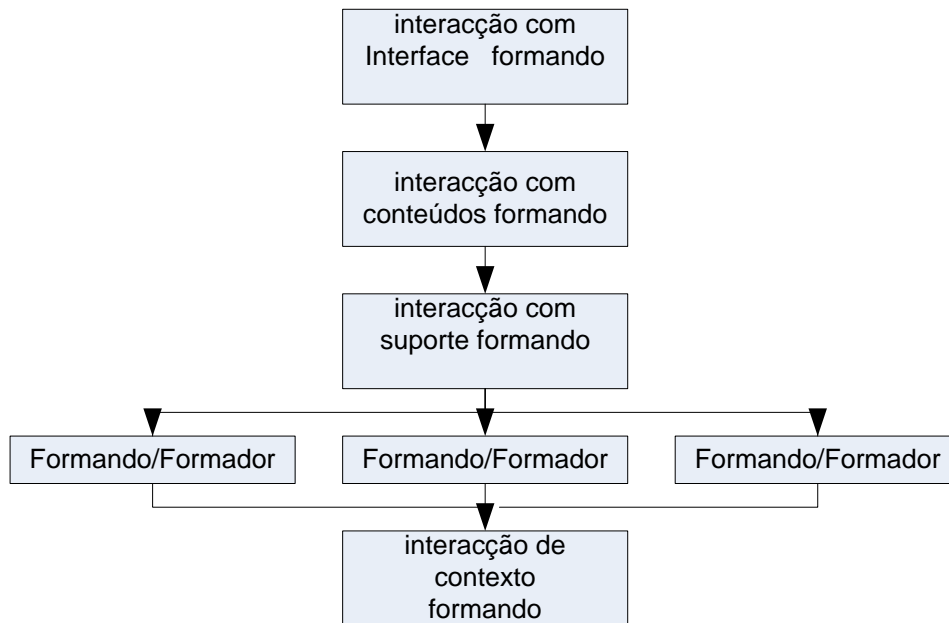 interacção com
Interface formando
interacção com
conteúdos formando
interacção com
suporte formando
Formando/Formador
Formando/Formador
Formando/Formador
interacção de
contexto
formando